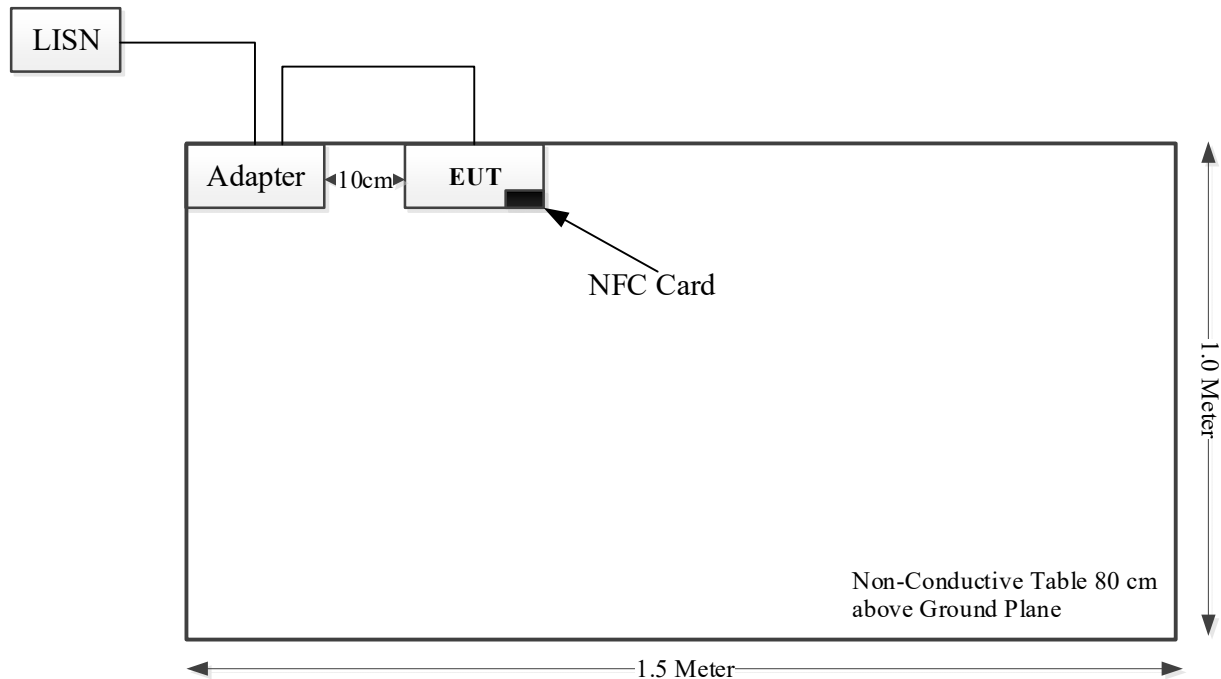 LISN
Adapter
10cm
EUT
NFC Card
1.0 Meter
Non-Conductive Table 80 cm
above Ground Plane
1.5 Meter